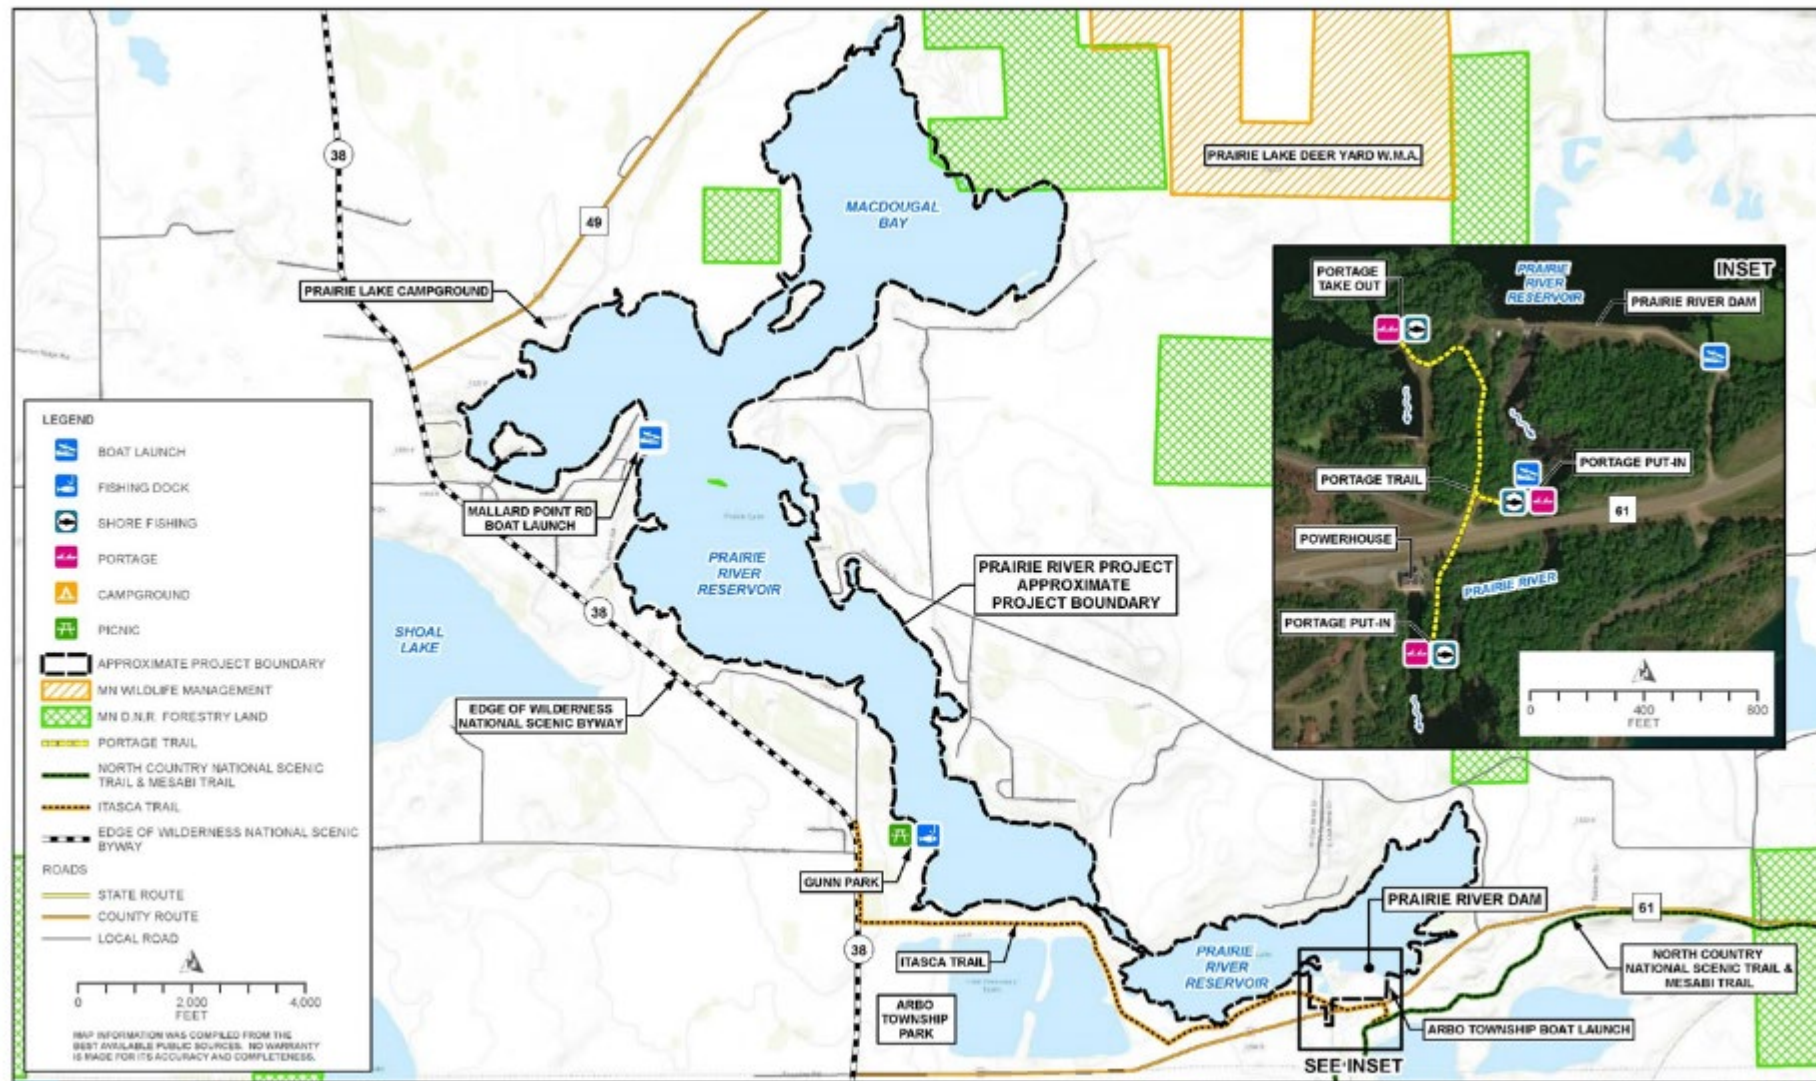 38
49
PRAIRIE LAKE DEER YARD W.M.A.
MACDOUGAL
BAY
PRAIRIE LAKE CAMPGROUND
INSET
PORTAGE
TAKE OUT
PRAIRIE
RIVER
RESERVOIR
PRAIRIE RIVER DAM
PORTAGE TRAIL
PORTAGE PUT-IN
61
POWERHOUSE
PRAIRIE RIVER
PORTAGE PUT-IN
0
400
800
FEET
MALLARD POINT RD
BOAT LAUNCH
PRAIRIE
RIVER
RESERVOIR
PRAIRIE RIVER PROJECT
APPROXIMATE
PROJECT BOUNDARY
38
SHOAL
LAKE
EDGE OF WILDERNESS
NATIONAL SCENIC BYWAY
GUNN PARK
PRAIRIE RIVER DAM
61
38
ITASCA TRAIL
PRAIRIE
RIVER
RESERVOIR
NORTH COUNTRY
NATIONAL SCENIC TRAIL &
MESABI TRAIL
ARBO
TOWNSHIP
PARK
ARBO TOWNSHIP BOAT LAUNCH
SEE INSET
LEGEND
BOAT LAUNCH
FISHING DOCK
SHORE FISHING
PORTAGE
CAMPGROUND
PICNIC
APPROXIMATE PROJECT BOUNDARY
MN WILDLIFE MANAGEMENT
MN D.N.R. FORESTRY LAND
PORTAGE TRAIL
NORTH COUNTRY NATIONAL SCENIC
TRAIL & MESABI TRAIL
ITASCA TRAIL
EDGE OF WILDERNESS NATIONAL SCENIC
BYWAY
ROADS
STATE ROUTE
COUNTY ROUTE
LOCAL ROAD
0
2,000
4,000
FEET
MAP INFORMATION WAS COMPILED FROM THE
BEST AVAILABLE PUBLIC SOURCES. NO WARRANTY
IS MADE FOR ITS ACCURACY AND COMPLETENESS.